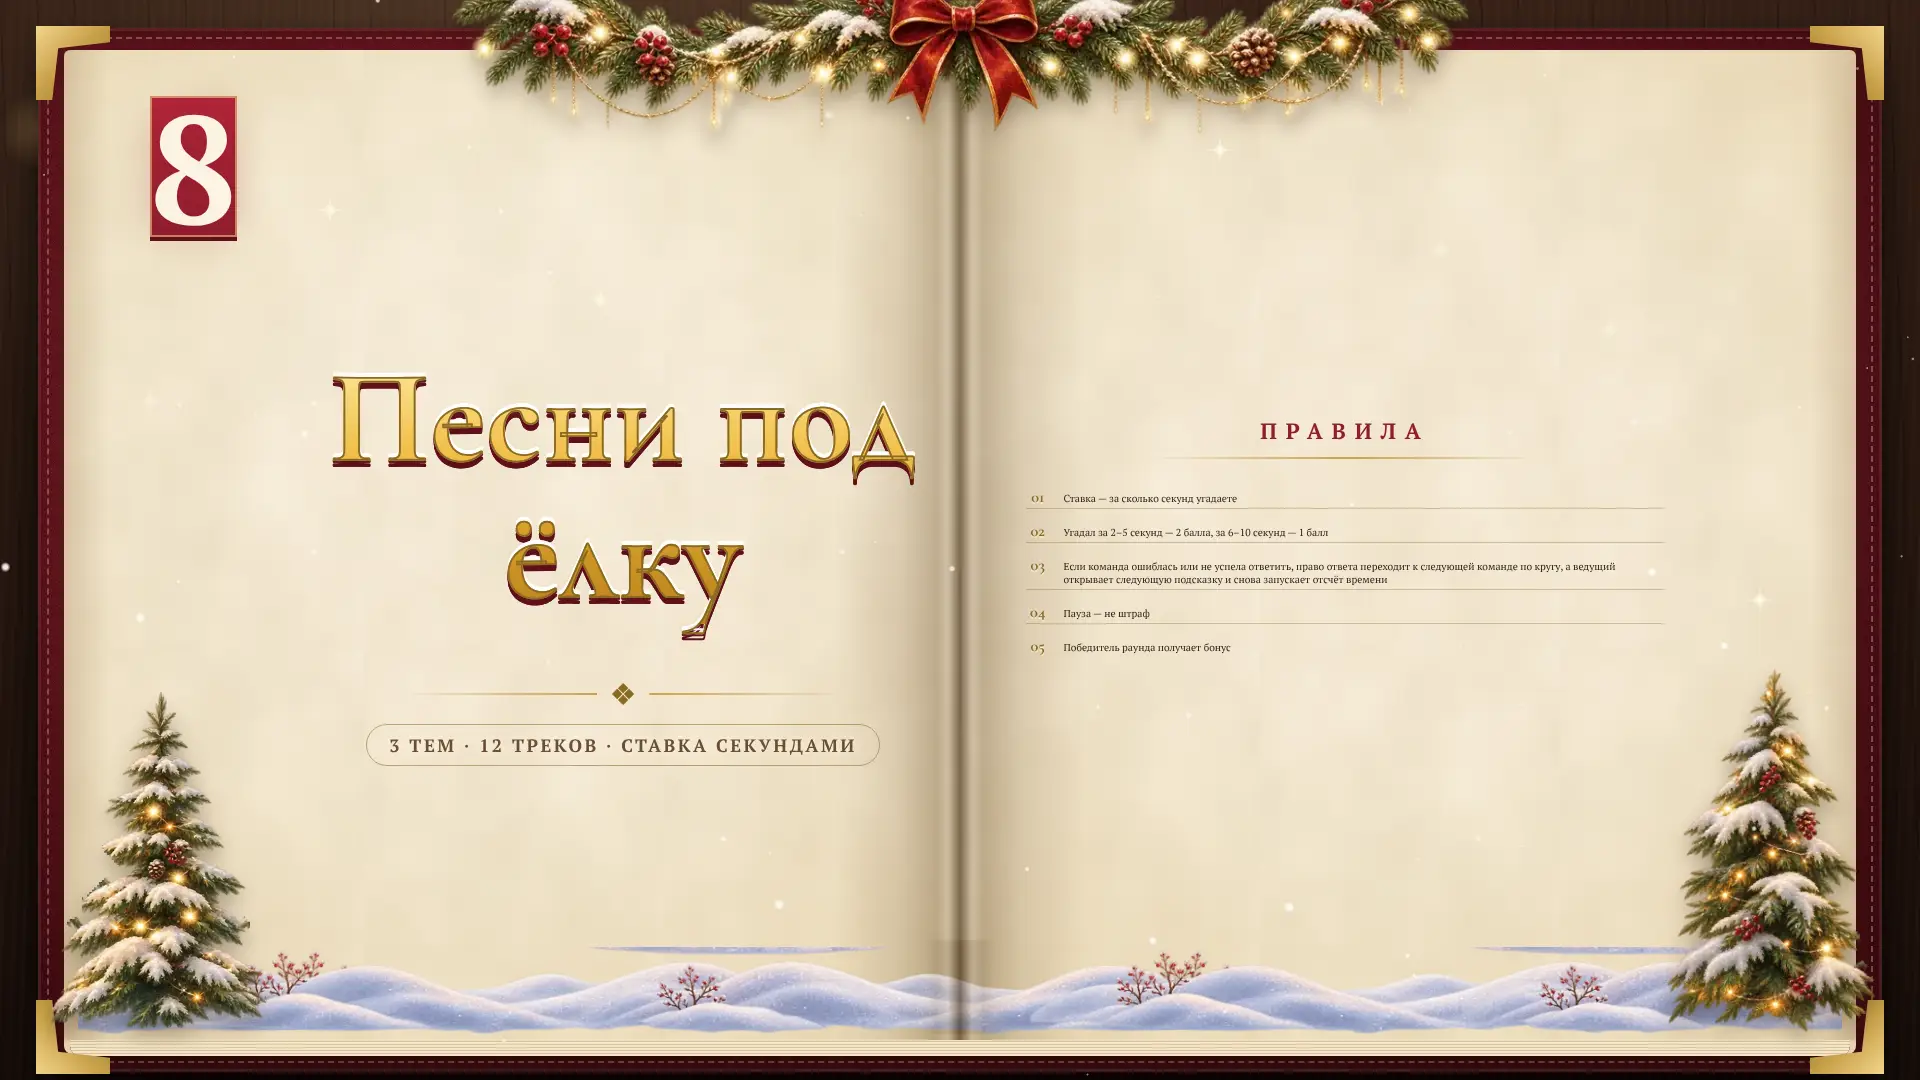 8
Песни под
ёлку
3 ТЕМ · 12 ТРЕКОВ · СТАВКА СЕКУНДАМИ
ПРАВИЛА
01 Ставка — за сколько секунд угадаете
02 Угадал за 2–5 секунд — 2 балла, за 6–10 секунд — 1 балл
03 Если команда ошиблась или не успела ответить, право ответа переходит к следующей команде по кругу, а ведущий
открывает следующую подсказку и снова запускает отсчёт времени
04 Пауза — не штраф
05 Победитель раунда получает бонус